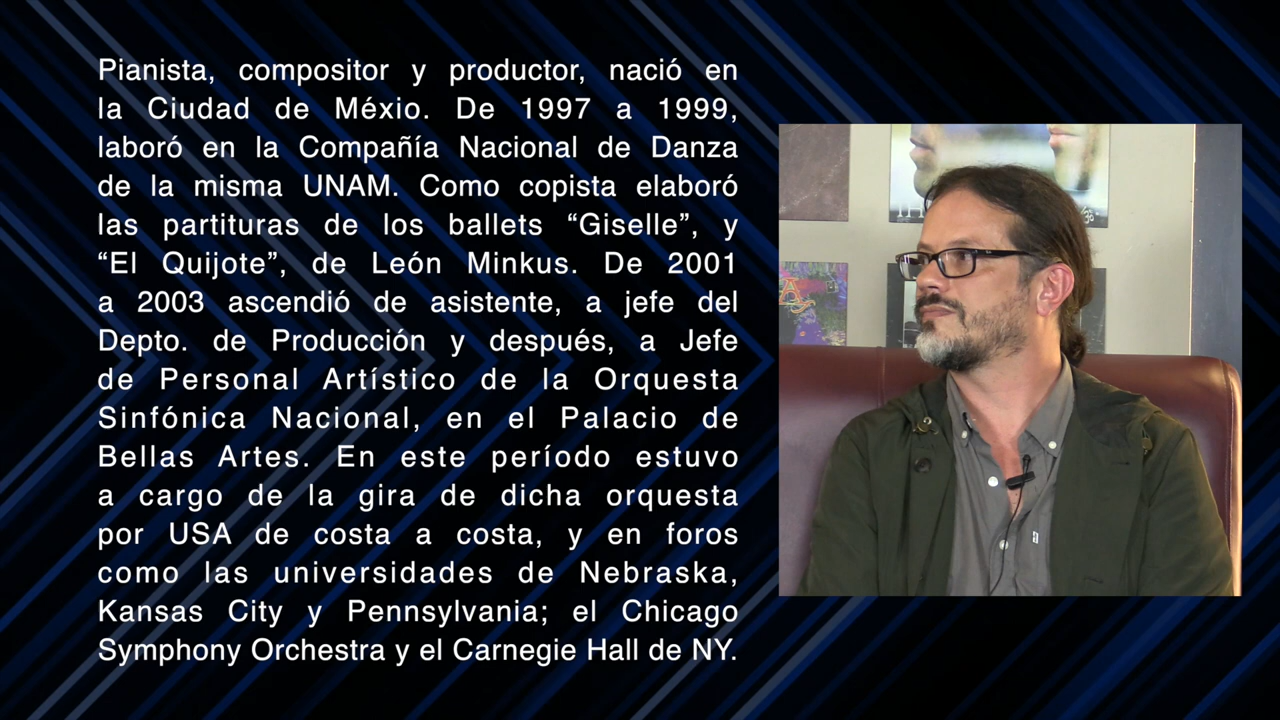 Pianista, compositor y productor, nació en
la Ciudad de Méxio. De 1997 a 1999,
laboró en la Compañía Nacional de Danza
de la misma UNAM. Como copista elaboró
las partituras de los ballets “Giselle”, y
“El Quijote”, de León Minkus. De 2001
a 2003 ascendió de asistente, a jefe del
Depto. de Producción y después, a Jefe
de Personal Artístico de la Orquesta
Sinfónica Nacional, en el Palacio de
Bellas Artes. En este período estuvo
a cargo de la gira de dicha orquesta
por USA de costa a costa, y en foros
como las universidades de Nebraska,
Kansas City y Pennsylvania; el Chicago
Symphony Orchestra y el Carnegie Hall de NY.